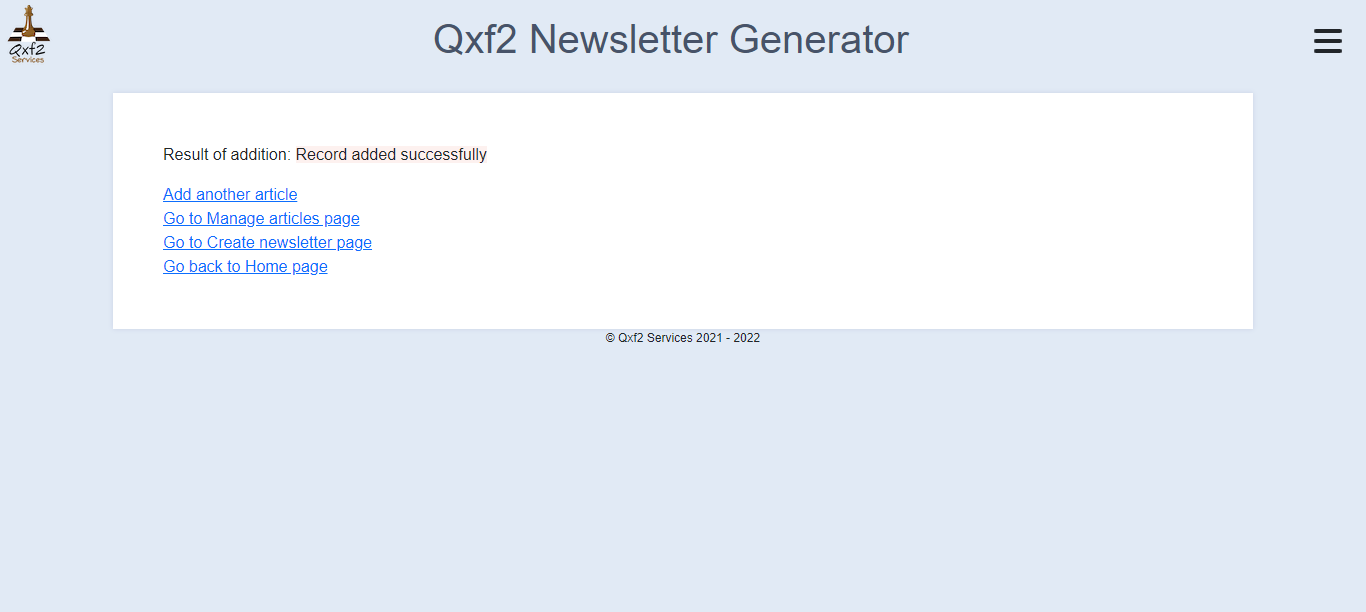 Qxf2
Services
Qxf2 Newsletter Generator
Result of addition: Record added successfully
Add another article
Go to Manage articles page
Go to Create newsletter page
Go back to Home page
© Qxf2 Services 2021 - 2022